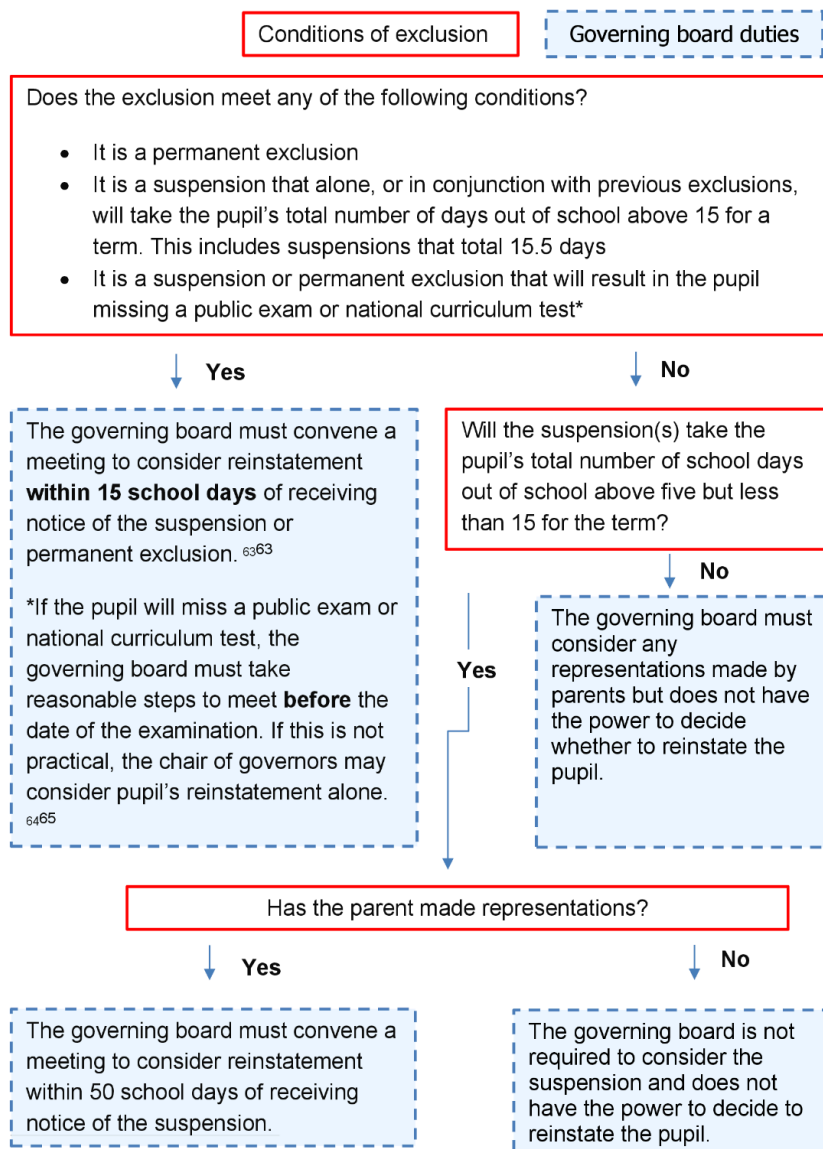 Conditions of exclusion
Governing board duties
Does the exclusion meet any of the following conditions?
• It is a permanent exclusion
• It is a suspension that alone, or in conjunction with previous exclusions,
will take the pupil’s total number of days out of school above 15 for a
term. This includes suspensions that total 15.5 days
• It is a suspension or permanent exclusion that will result in the pupil
missing a public exam or national curriculum test*
Yes
No
The governing board must convene a
meeting to consider reinstatement
within 15 school days of receiving
notice of the suspension or
permanent exclusion. 6363
*If the pupil will miss a public exam or
national curriculum test, the
governing board must take
reasonable steps to meet before the
date of the examination. If this is not
practical, the chair of governors may
consider pupil’s reinstatement alone.
6465
Will the suspension(s) take the
pupil’s total number of school days
out of school above five but less
than 15 for the term?
No
Yes
The governing board must
consider any
representations made by
parents but does not have
the power to decide
whether to reinstate the
pupil.
Has the parent made representations?
Yes
No
The governing board must convene a
meeting to consider reinstatement
within 50 school days of receiving
notice of the suspension.
The governing board is not
required to consider the
suspension and does not
have the power to decide to
reinstate the pupil.